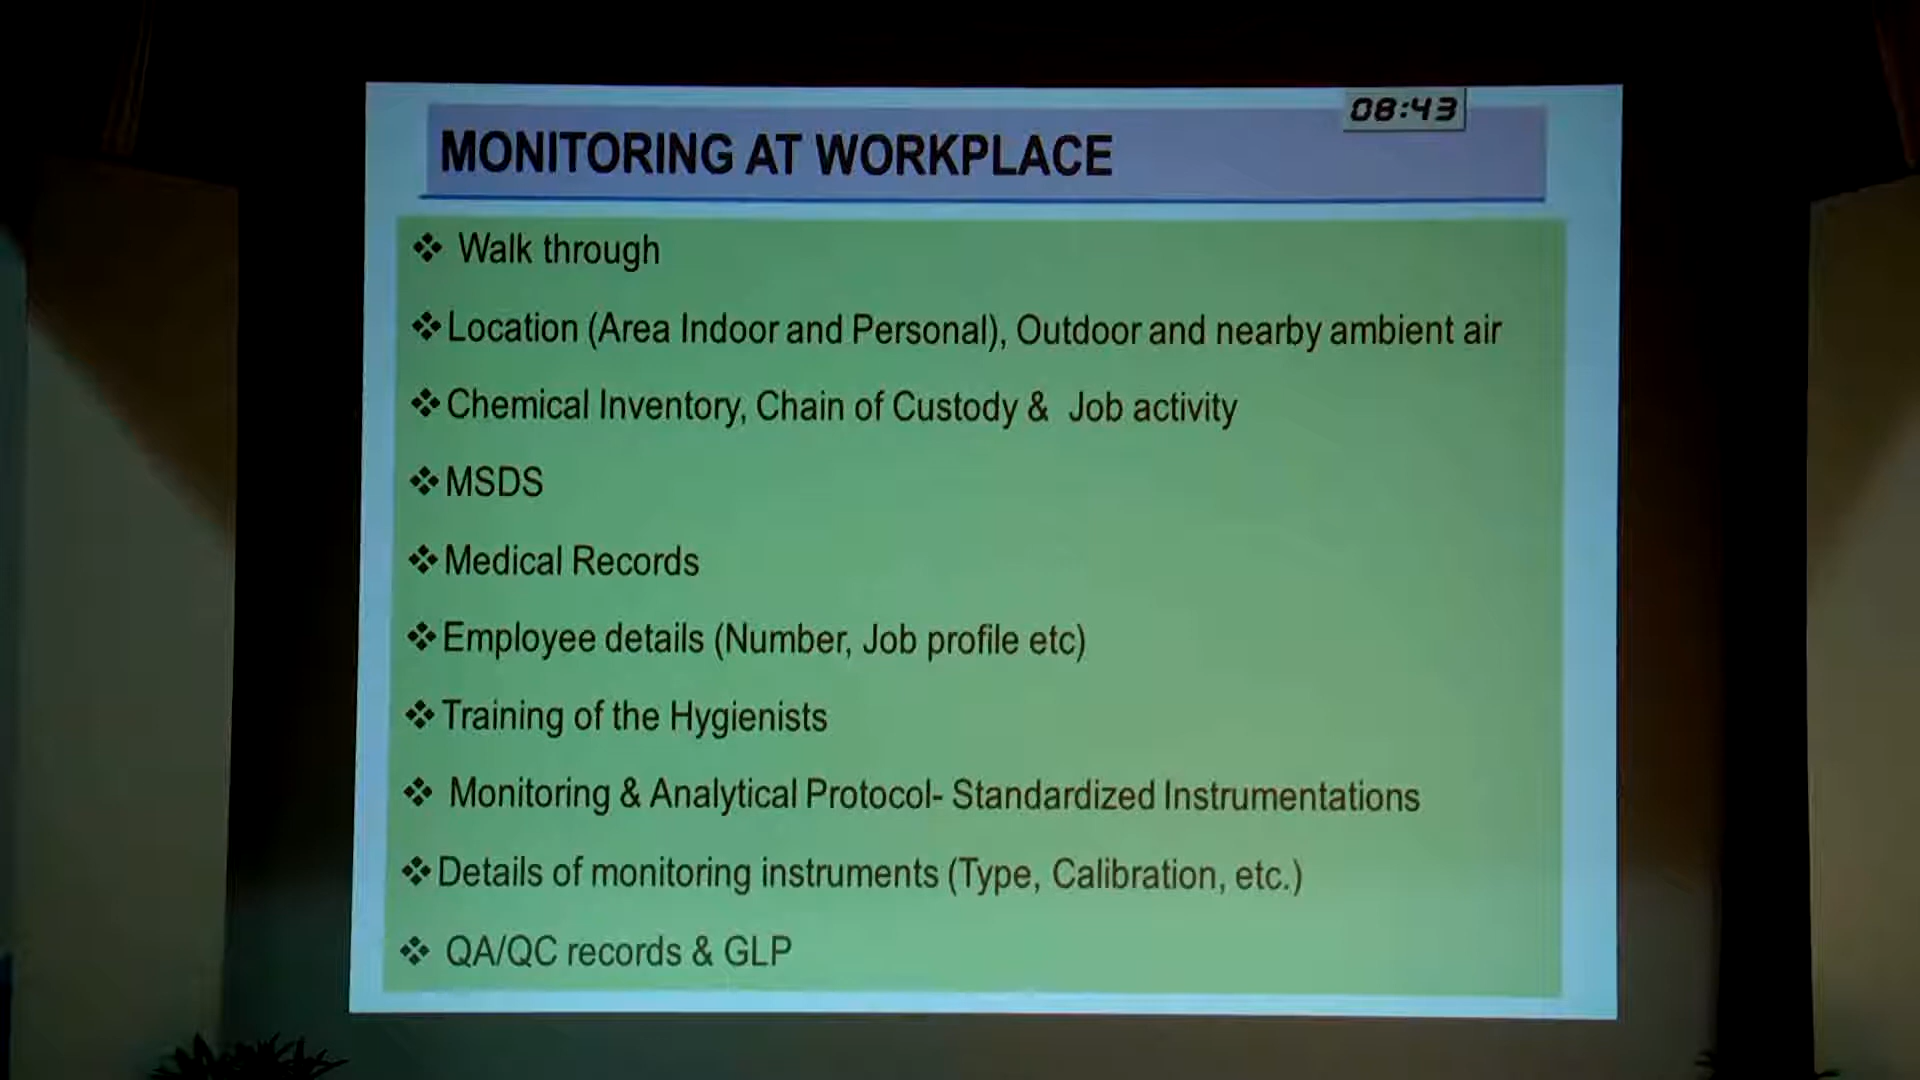 08:43
MONITORING AT WORKPLACE
❖ Walk through
❖ Location (Area Indoor and Personal), Outdoor and nearby ambient air
❖ Chemical Inventory, Chain of Custody & Job activity
❖ MSDS
❖ Medical Records
❖ Employee details (Number, Job profile etc)
❖ Training of the Hygienists
❖ Monitoring & Analytical Protocol- Standardized Instrumentations
❖ Details of monitoring instruments (Type, Calibration, etc.)
❖ QA/QC records & GLP